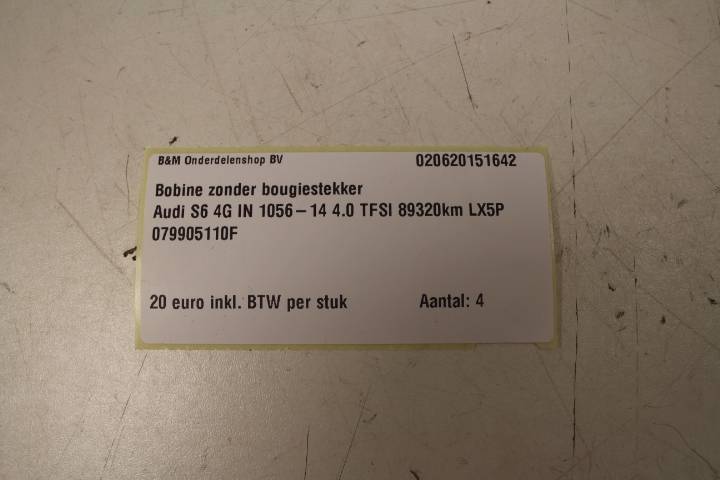 B&M Onderdelenshop BV 020620151642
Bobine zonder bougiestekker
Audi S6 4G IN 1056-14 4.0 TFSI 89320km LX5P
079905110F
20 euro inkl. BTW per stuk Aantal: 4